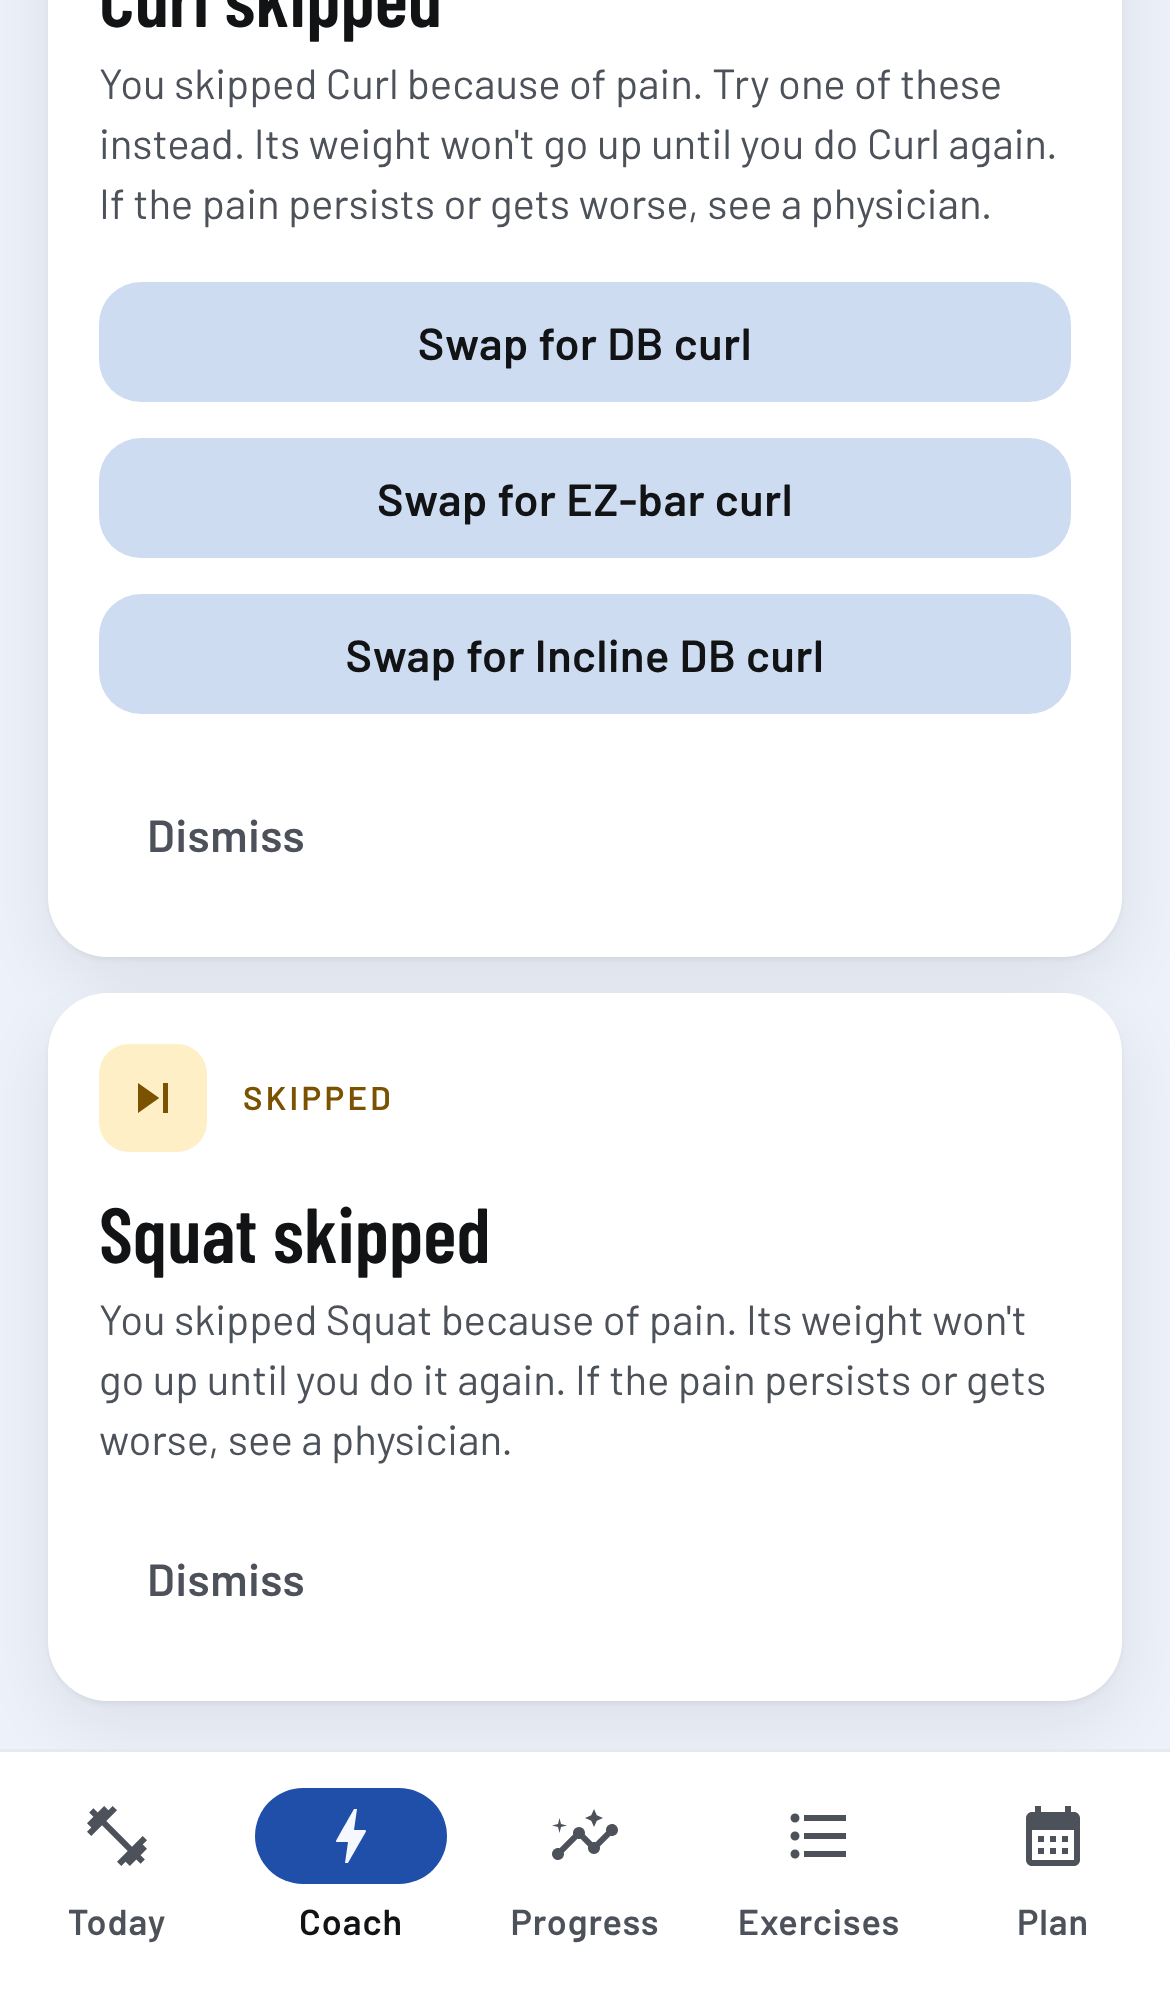 Curl skipped
You skipped Curl because of pain. Try one of these
instead. Its weight won't go up until you do Curl again.
If the pain persists or gets worse, see a physician.
Swap for DB curl
Swap for EZ-bar curl
Swap for Incline DB curl
Dismiss
SKIPPED
Squat skipped
You skipped Squat because of pain. Its weight won't
go up until you do it again. If the pain persists or gets
worse, see a physician.
Dismiss
Today
Coach
Progress
Exercises
Plan